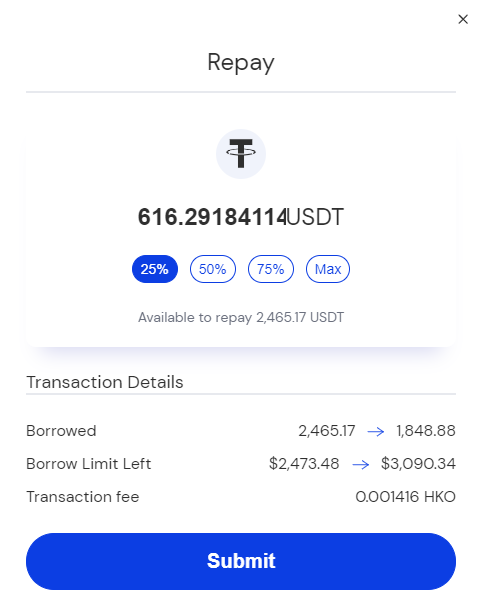 Repay
616.29184114USDT
25% 50% 75% Max
Available to repay 2,465.17 USDT
Transaction Details
Borrowed 2,465.17 → 1,848.88
Borrow Limit Left $2,473.48 → $3,090.34
Transaction fee 0.001416 HKO
Submit